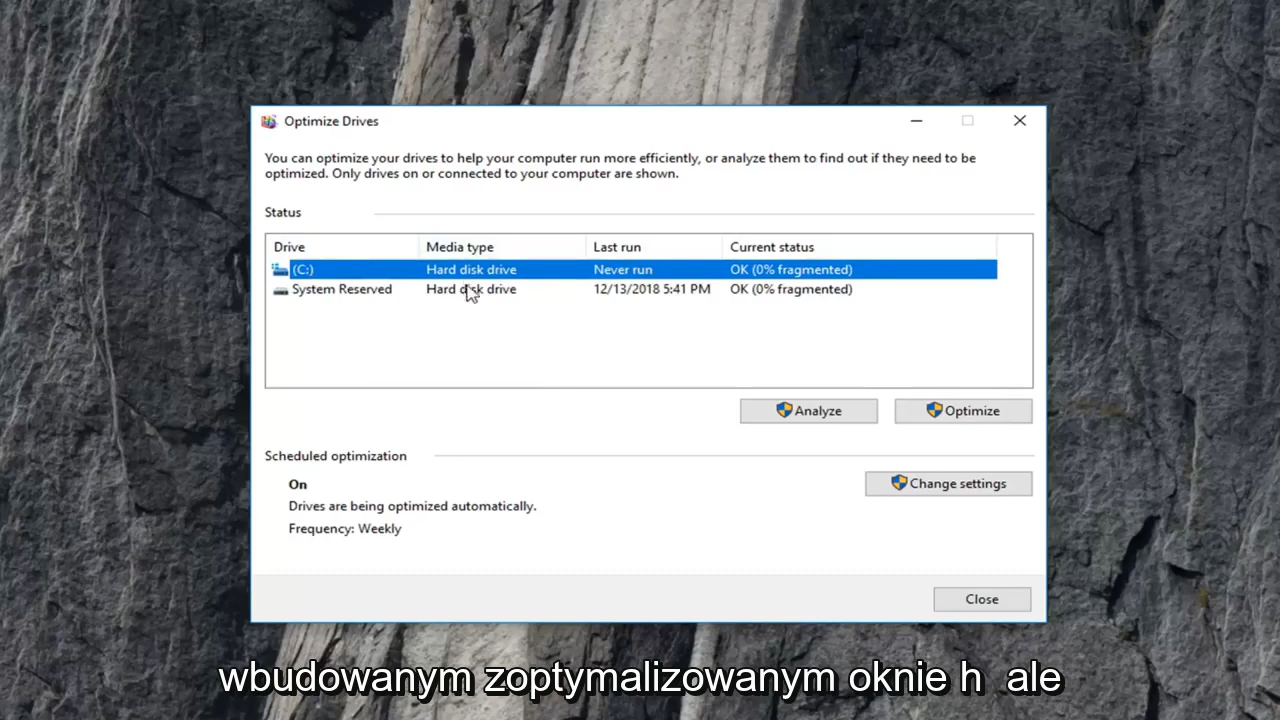 Optimize Drives
You can optimize your drives to help your computer run more efficiently, or analyze them to find out if they need to be
optimized. Only drives on or connected to your computer are shown.
Status
Drive Media type Last run Current status
(C:) Hard disk drive Never run OK (0% fragmented)
System Reserved Hard disk drive 12/13/2018 5:41 PM OK (0% fragmented)
Analyze Optimize
Scheduled optimization
On
Change settings
Drives are being optimized automatically.
Frequency: Weekly
Close
wbudowanym zoptymalizowanym oknie h ale